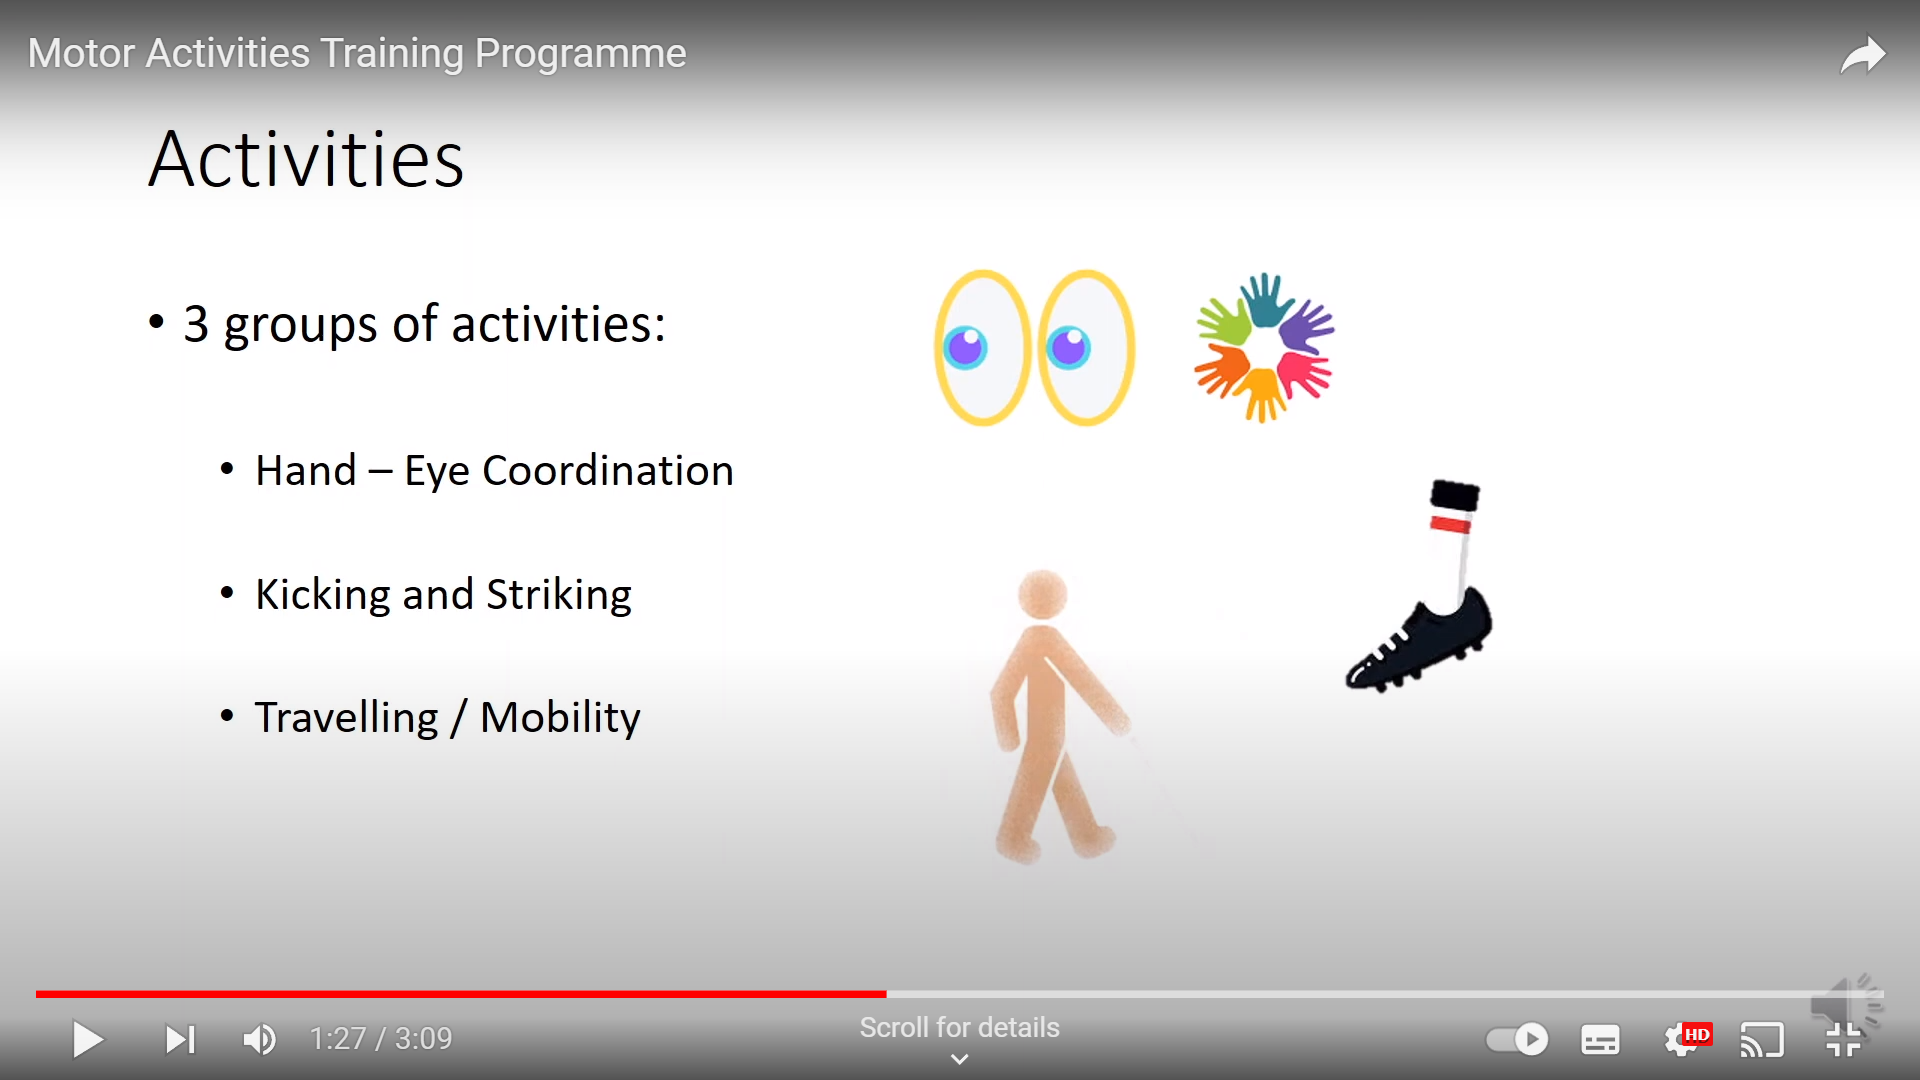 Motor Activities Training Programme
Activities
• 3 groups of activities:
• Hand – Eye Coordination
• Kicking and Striking
• Travelling / Mobility
Scroll for details
1:27 / 3:09
HD